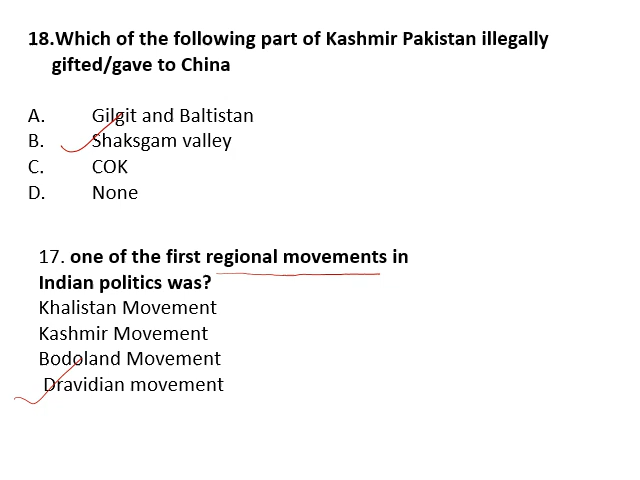 18.Which of the following part of Kashmir Pakistan illegally
gifted/gave to China
A. Gilgit and Baltistan
B. Shaksgam valley
C. COK
D. None
17. one of the first regional movements in
Indian politics was?
Khalistan Movement
Kashmir Movement
Bodoland Movement
Dravidian movement